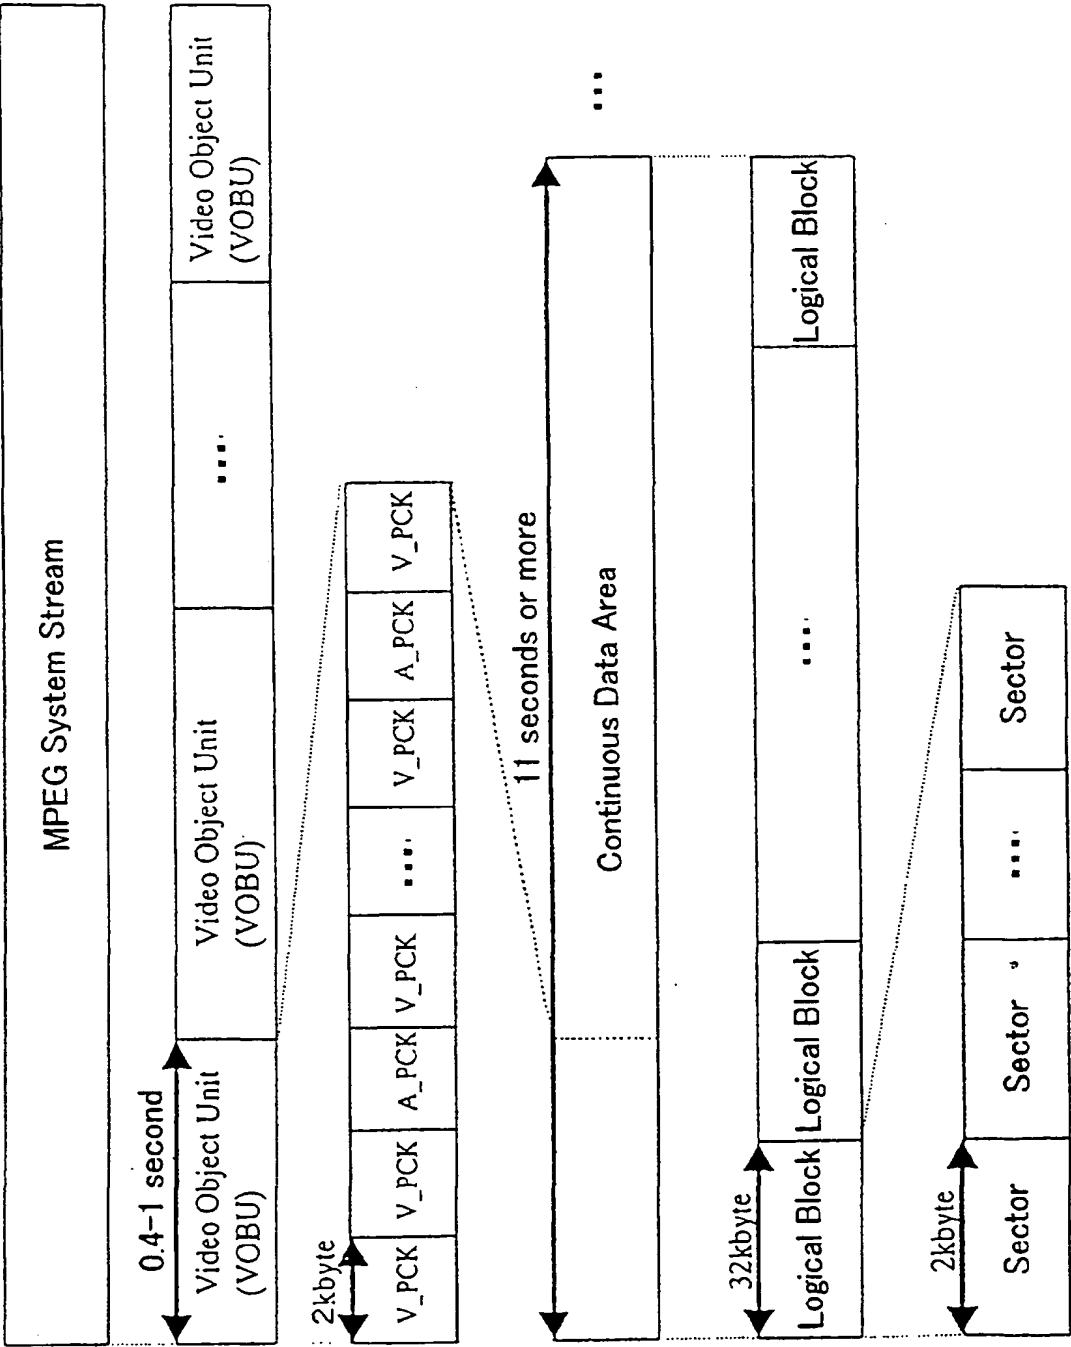 MPEG System Stream
0.4-1 second
Video Object Unit
(VOBU)
Video Object Unit
(VOBU)
....
Video Object Unit
(VOBU)
2kbyte
V_PCK
V_PCK
A_PCK
V_PCK
....
V_PCK
A_PCK
V_PCK
11 seconds or more
Continuous Data Area
...
32kbyte
Logical Block
Logical Block
....
Logical Block
2kbyte
Sector
Sector
....
Sector